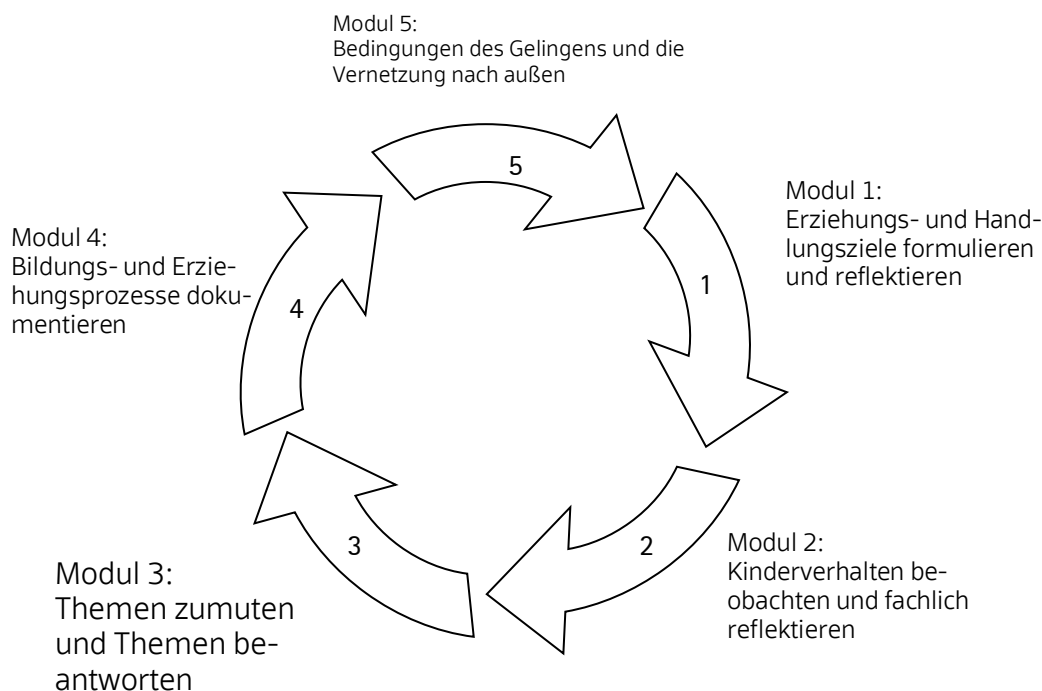 Modul 5:
Bedingungen des Gelingens und die
Vernetzung nach außen
5
Modul 1:
Erziehungs- und Hand-
lungsziele formulieren
und reflektieren
1
Modul 2:
Kinderverhalten be-
obachten und fachlich
reflektieren
2
Modul 3:
Themen zumuten
und Themen be-
antworten
3
Modul 4:
Bildungs- und Erzie-
hungsprozesse doku-
mentieren
4